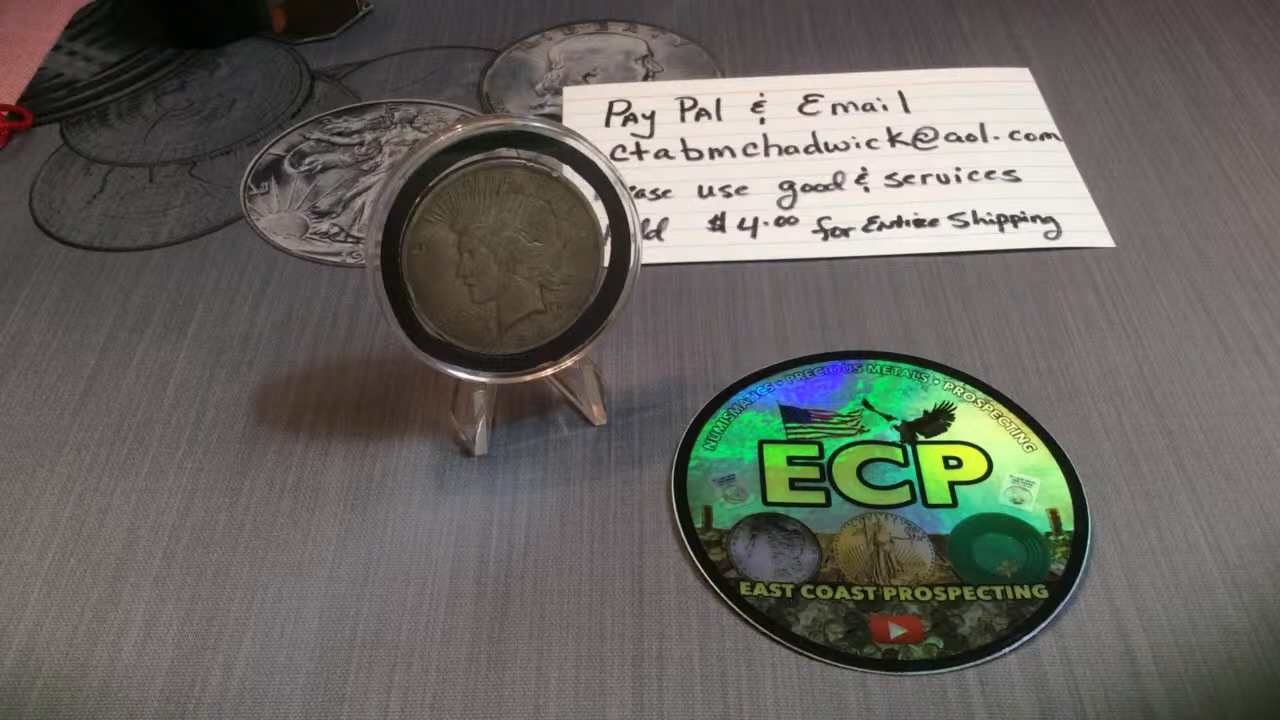 PAY PAL & Email
ctabmchadwick@aol.com
use good & services
$4.00 for Entire Shipping
NUMISMATICS • PRECIOUS METALS • PROSPECTING
ECP
EAST COAST PROSPECTING